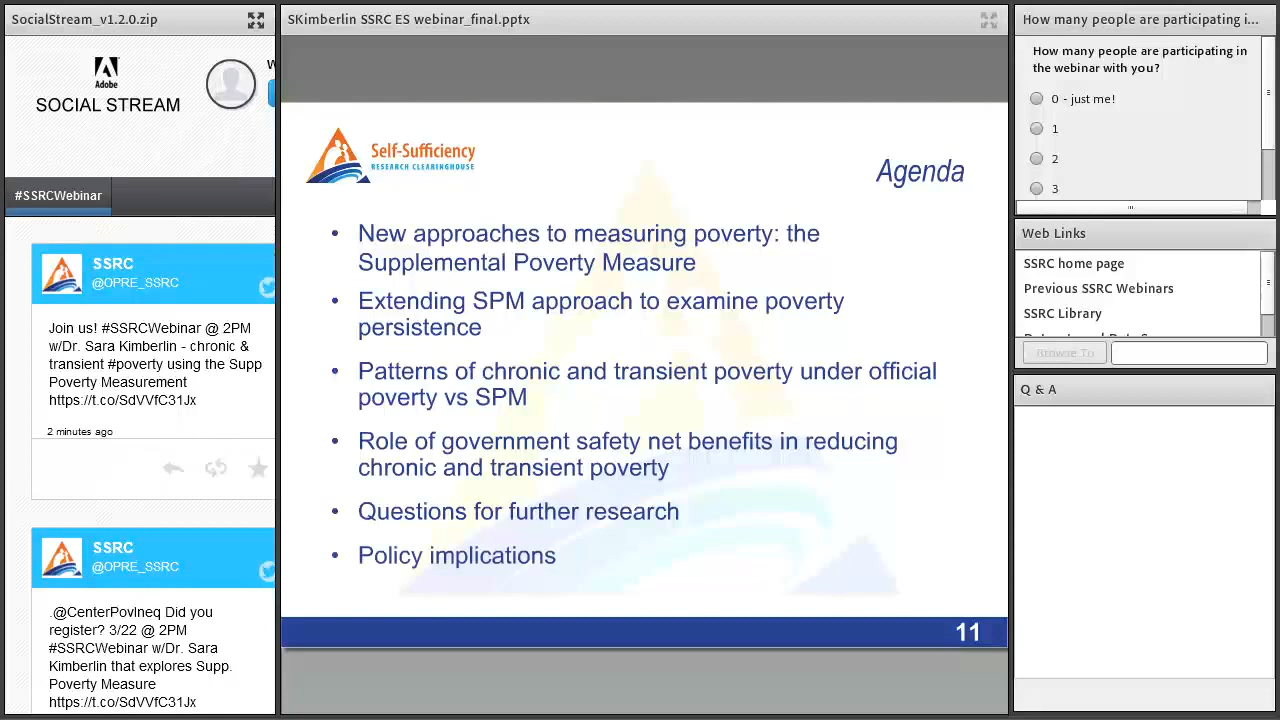 SocialStream_v1.2.0.zip
Adobe
SOCIAL STREAM
#SSRCWebinar
SSRC
@OPRE_SSRC
Join us! #SSRCWebinar @ 2PM
w/Dr. Sara Kimberlin - chronic &
transient #poverty using the Supp
Poverty Measurement
https://t.co/SdVVfC31Jx
2 minutes ago
SSRC
@OPRE_SSRC
.@CenterPovIneq Did you
register? 3/22 @ 2PM
#SSRCWebinar w/Dr. Sara
Kimberlin that explores Supp.
Poverty Measure
https://t.co/SdVVfC31Jx
SKimberlin SSRC ES webinar_final.pptx
Self-Sufficiency
RESEARCH CLEARINGHOUSE
Agenda
• New approaches to measuring poverty: the
Supplemental Poverty Measure
• Extending SPM approach to examine poverty
persistence
• Patterns of chronic and transient poverty under official
poverty vs SPM
• Role of government safety net benefits in reducing
chronic and transient poverty
• Questions for further research
• Policy implications
11
How many people are participating i...
How many people are participating in
the webinar with you?
0 - just me!
1
2
3
Web Links
SSRC home page
Previous SSRC Webinars
SSRC Library
Browse To
Q & A